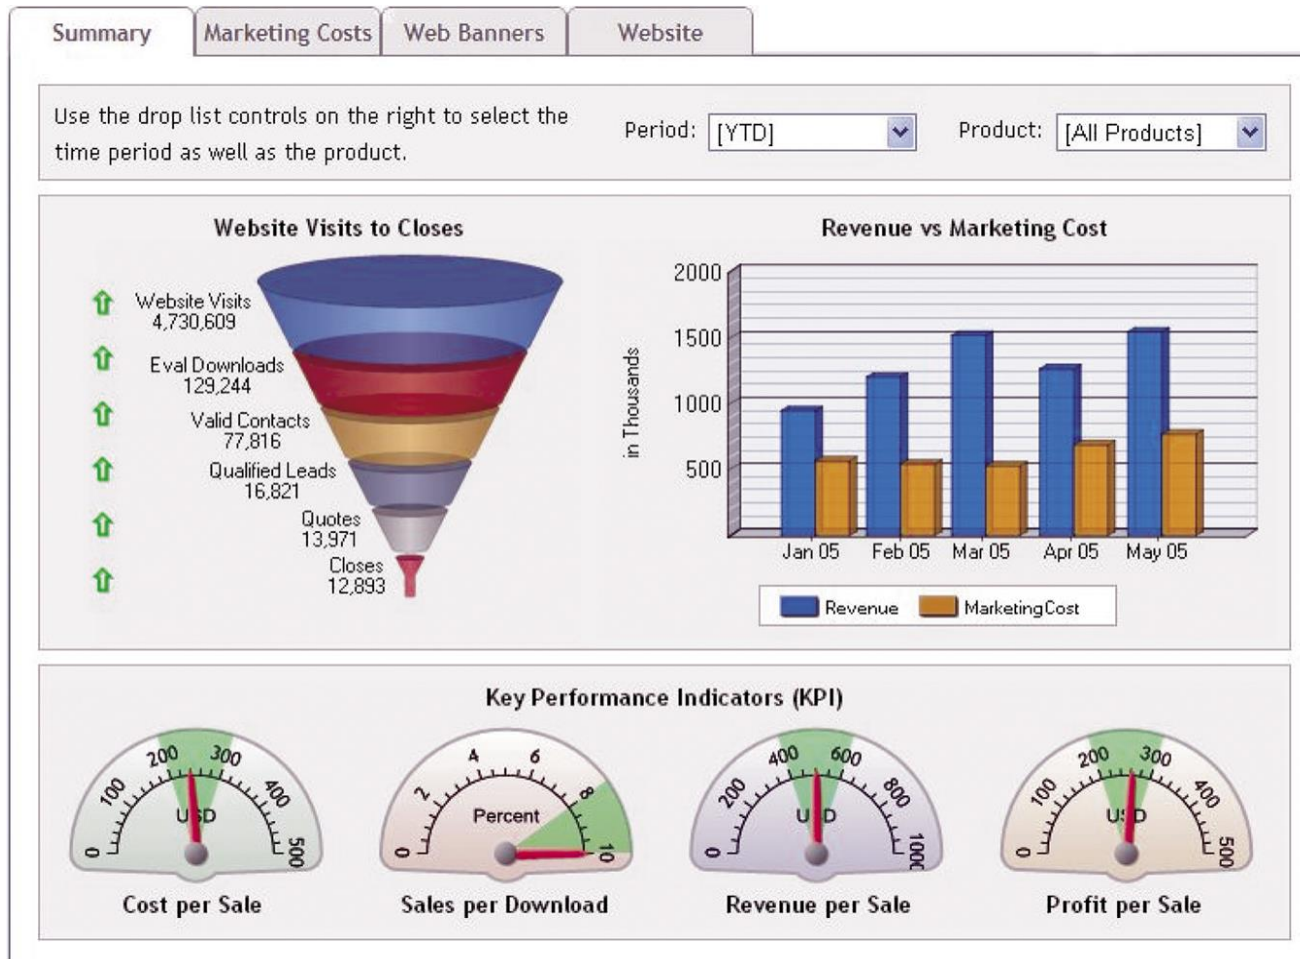 Summary
Marketing Costs
Web Banners
Website
Use the drop list controls on the right to select the
time period as well as the product.
Period:
[YTD]
Product:
[All Products]
Website Visits to Closes
Website Visits
4,730,609
Eval Downloads
129,244
Valid Contacts
77,816
Qualified Leads
16,821
Quotes
13,971
Closes
12,893
Revenue vs Marketing Cost
in Thousands
2000
1500
1000
500
Jan 05 Feb 05 Mar 05 Apr 05 May 05
Revenue MarketingCost
Key Performance Indicators (KPI)
0 100 200 300 400 500
USD
Cost per Sale
0 2 4 6 8 10
Percent
Sales per Download
0 200 400 600 800 1000
USD
Revenue per Sale
0 100 200 300 400 500
USD
Profit per Sale